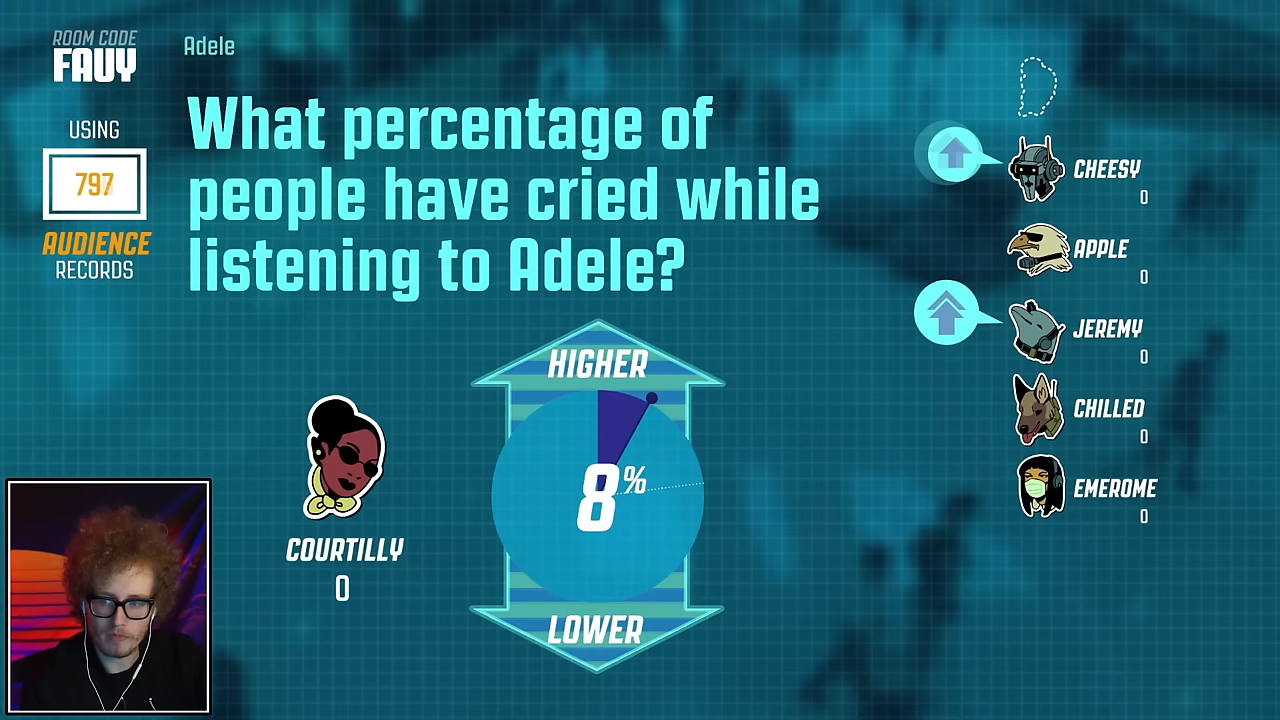 ROOM CODE
FAUY
USING
797
AUDIENCE
RECORDS
Adele
What percentage of
people have cried while
listening to Adele?
HIGHER
8%
LOWER
COURTILLY
0
CHEESY
0
APPLE
0
JEREMY
0
CHILLED
0
EMEROME
0